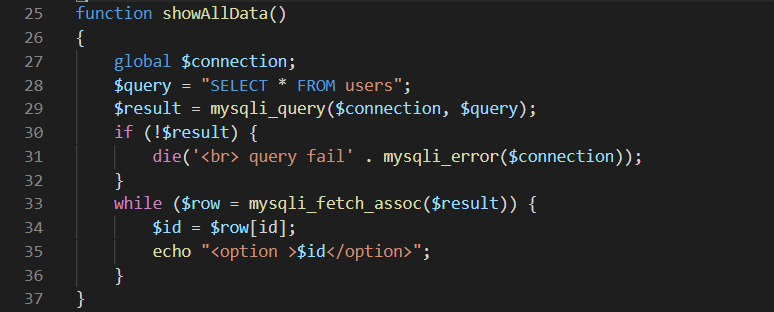 25 function showAllData()
26 {
27 global $connection;
28 $query = "SELECT * FROM users";
29 $result = mysqli_query($connection, $query);
30 if (!$result) {
31 die('<br> query fail' . mysqli_error($connection));
32 }
33 while ($row = mysqli_fetch_assoc($result)) {
34 $id = $row[id];
35 echo "<option >$id</option>";
36 }
37 }